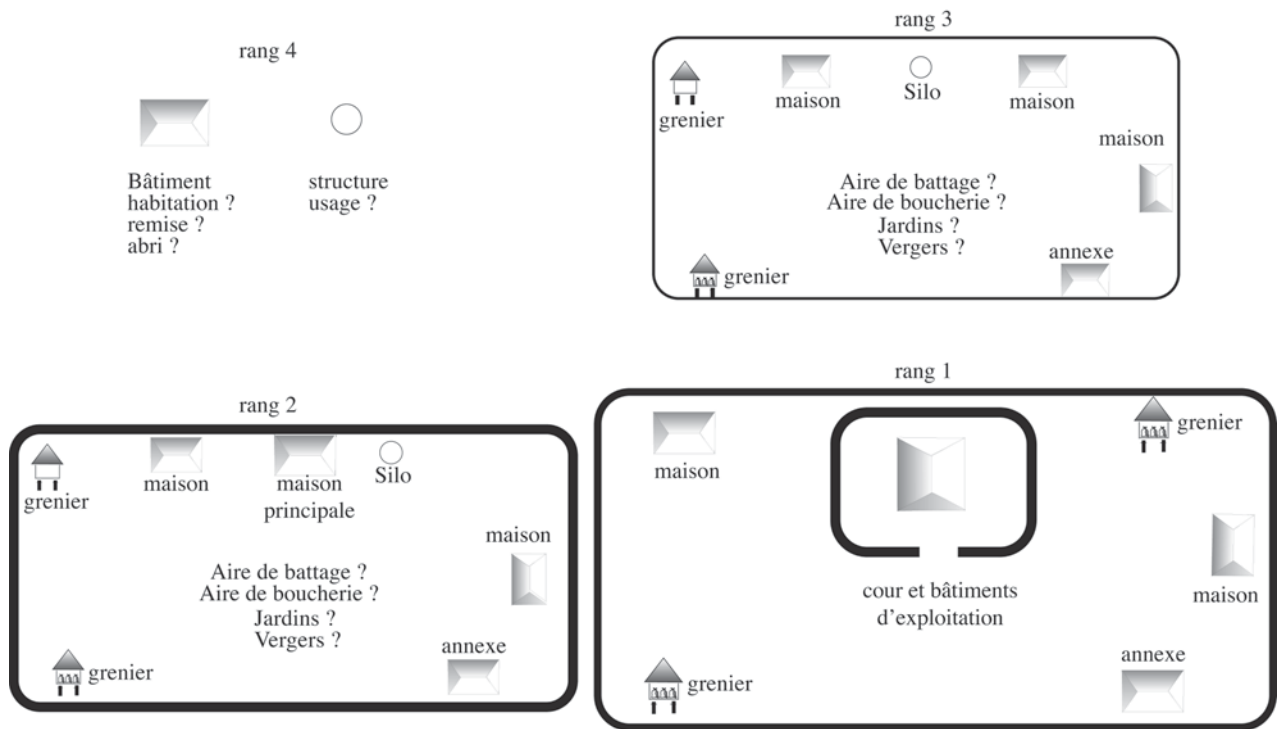 rang 4
Bâtiment
habitation ?
remise ?
abri ?
structure
usage ?
rang 3
grenier
maison
Silo
maison
maison
Aire de battage ?
Aire de boucherie ?
Jardins ?
Vergers ?
grenier
annexe
rang 2
grenier
maison
maison
principale
Silo
maison
Aire de battage ?
Aire de boucherie ?
Jardins ?
Vergers ?
grenier
annexe
rang 1
maison
grenier
cour et bâtiments
d’exploitation
maison
grenier
annexe